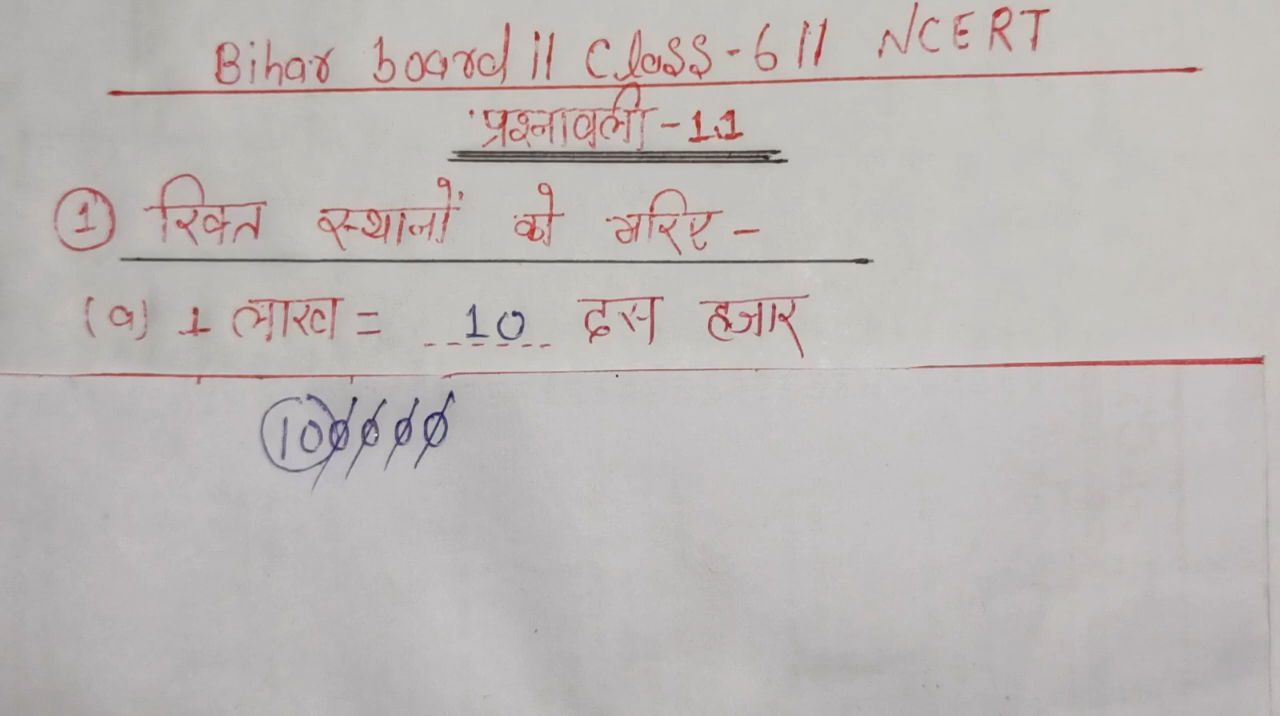 Bihar board || Class-6 || NCERT
प्रश्नावली-1.1
① रिक्त स्थानों को भरिए -
(a) 1 लाख = 10 दस हजार
100000